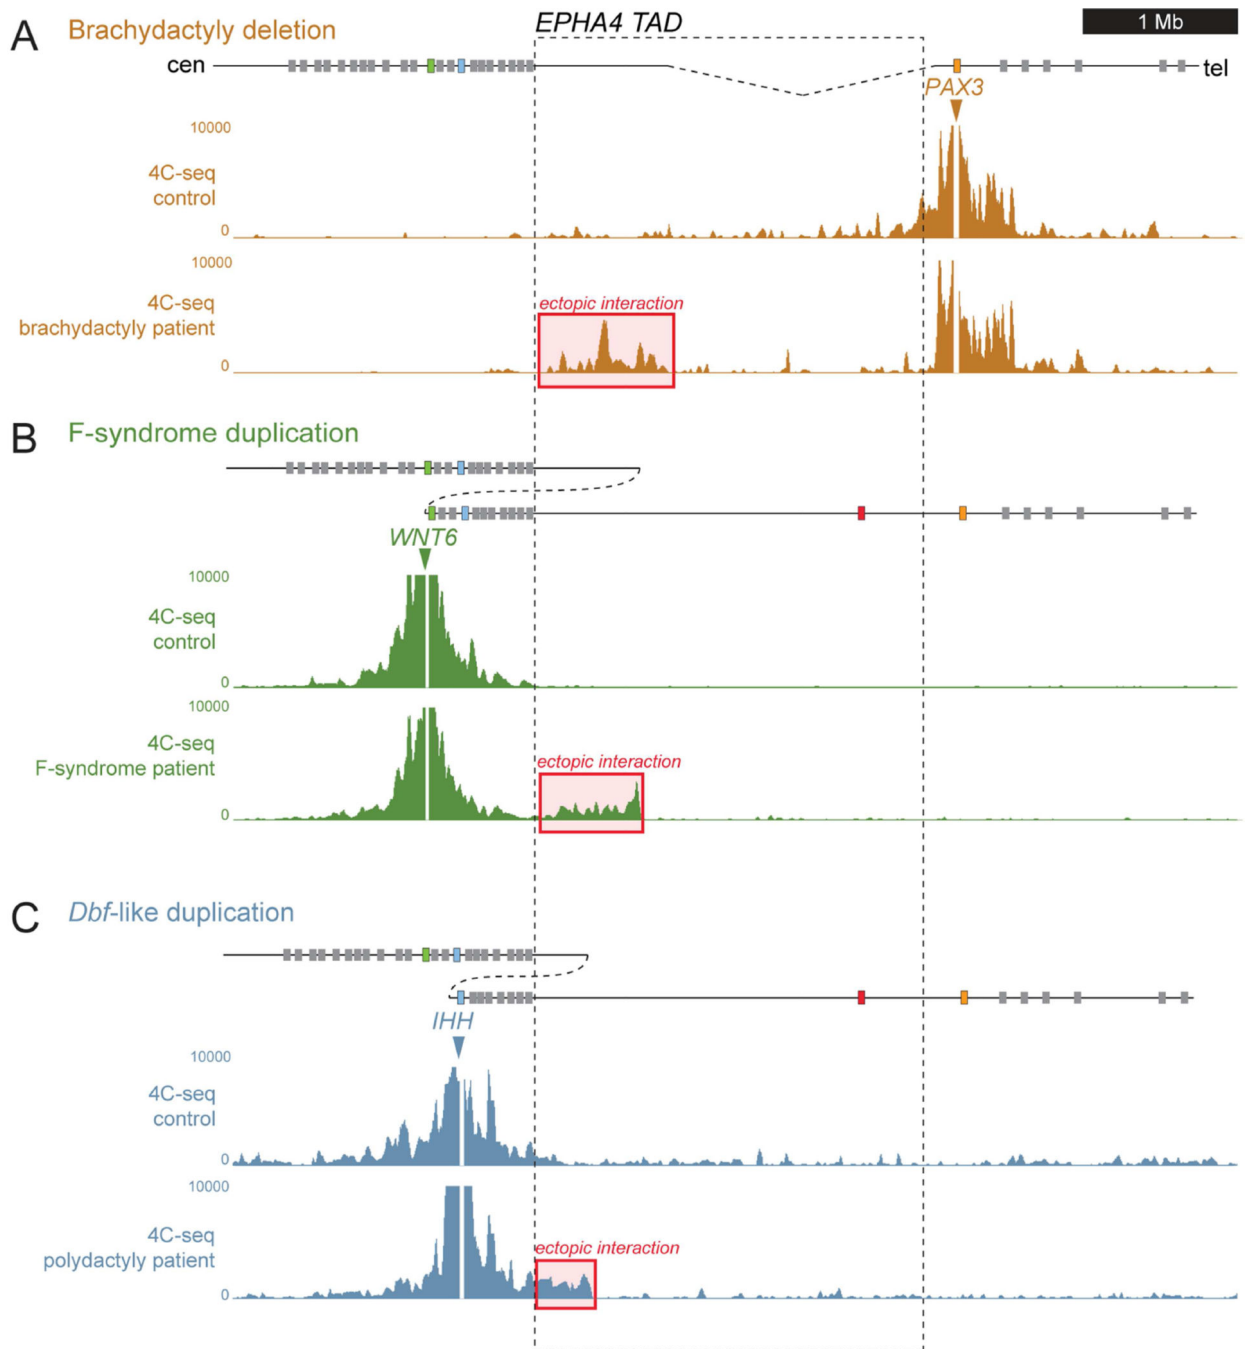 A Brachydactyly deletion
EPHA4 TAD
1 Mb
cen
tel
PAX3
10000
4C-seq
control
0
10000
4C-seq
brachydactyly patient
0
ectopic interaction
B F-syndrome duplication
WNT6
10000
4C-seq
control
0
10000
4C-seq
F-syndrome patient
0
ectopic interaction
C Dbf-like duplication
IHH
10000
4C-seq
control
0
10000
4C-seq
polydactyly patient
0
ectopic interaction